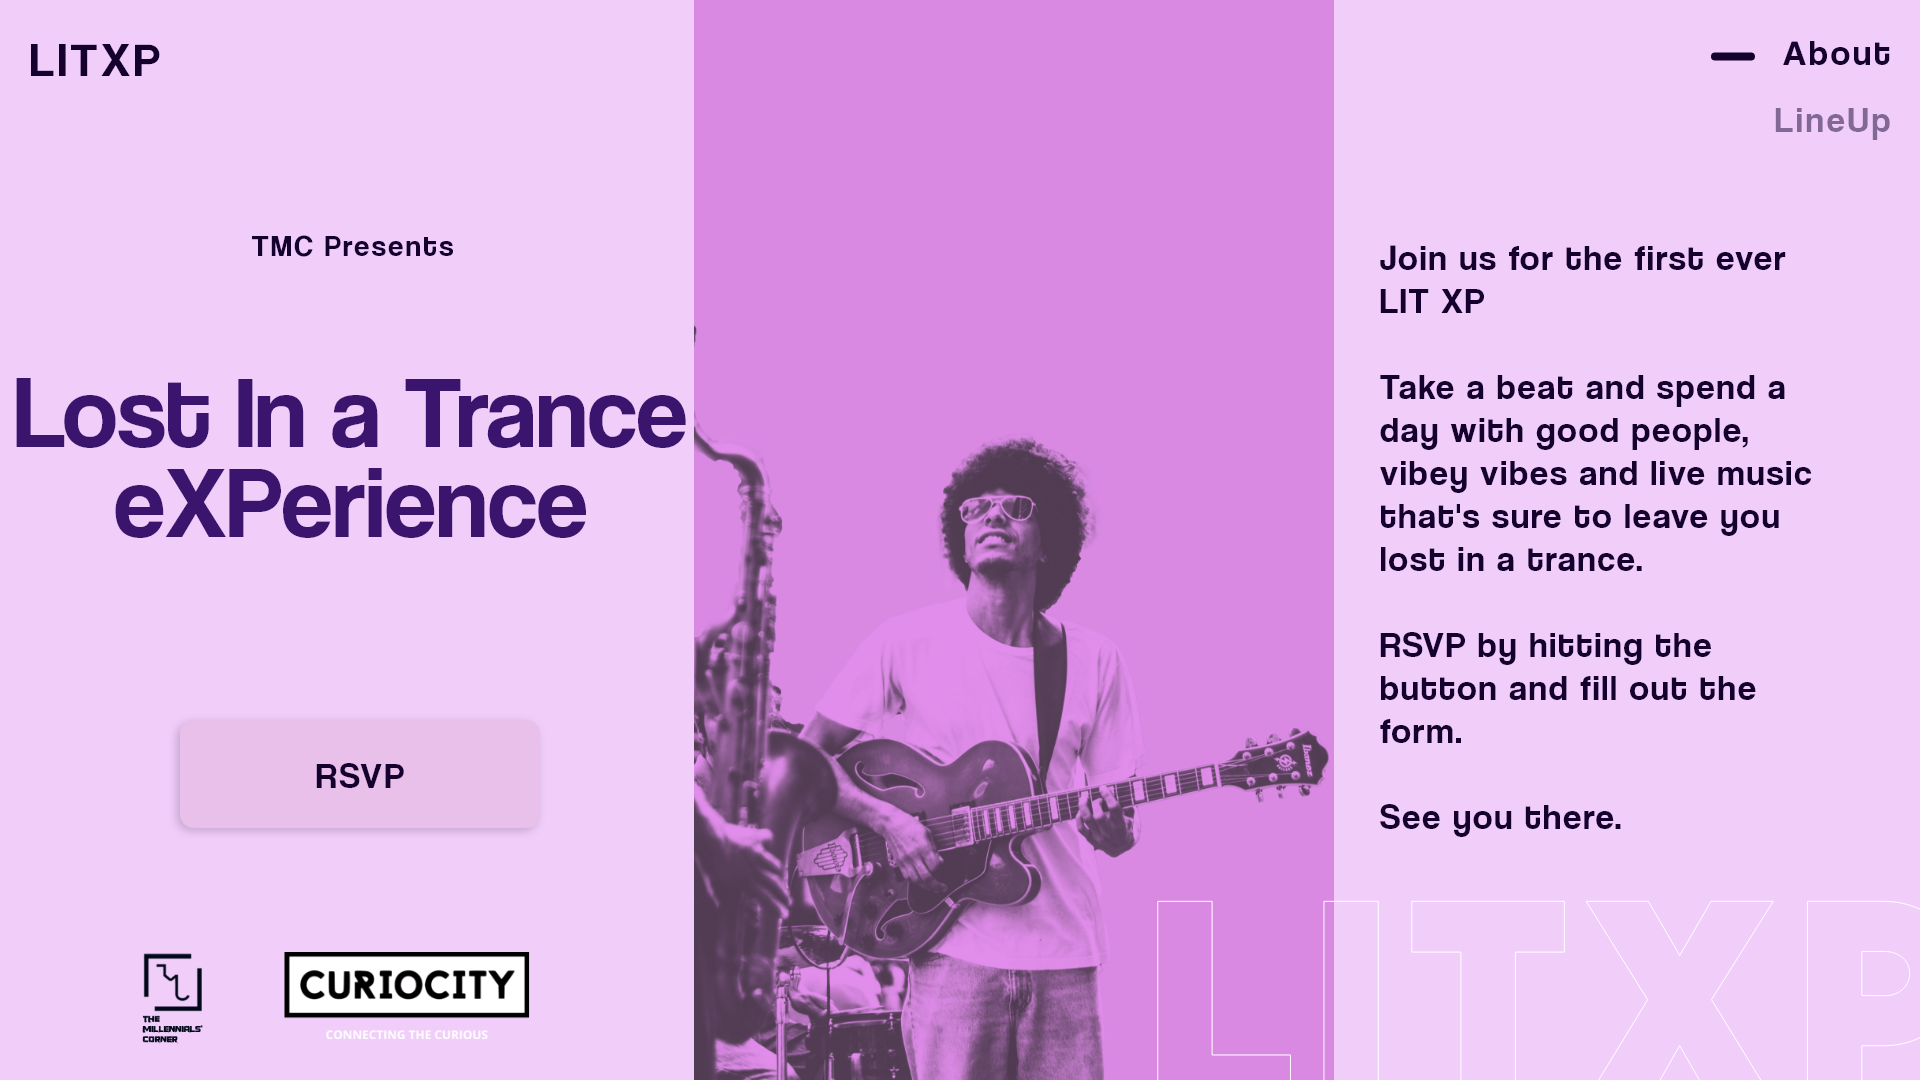 LITXP
About
LineUp
TMC Presents
Lost In a Trance
eXPerience
RSVP
THE
MILLENNIALS'
CORNER
CURIOCITY
CONNECTING THE CURIOUS
Ibanez
Join us for the first ever
LIT XP
Take a beat and spend a
day with good people,
vibey vibes and live music
that's sure to leave you
lost in a trance.
RSVP by hitting the
button and fill out the
form.
See you there.
LITXP